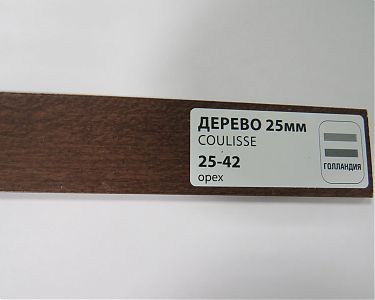 ДЕРЕВО 25мм
COULISSE
25-42
орех
ГОЛЛАНДИЯ